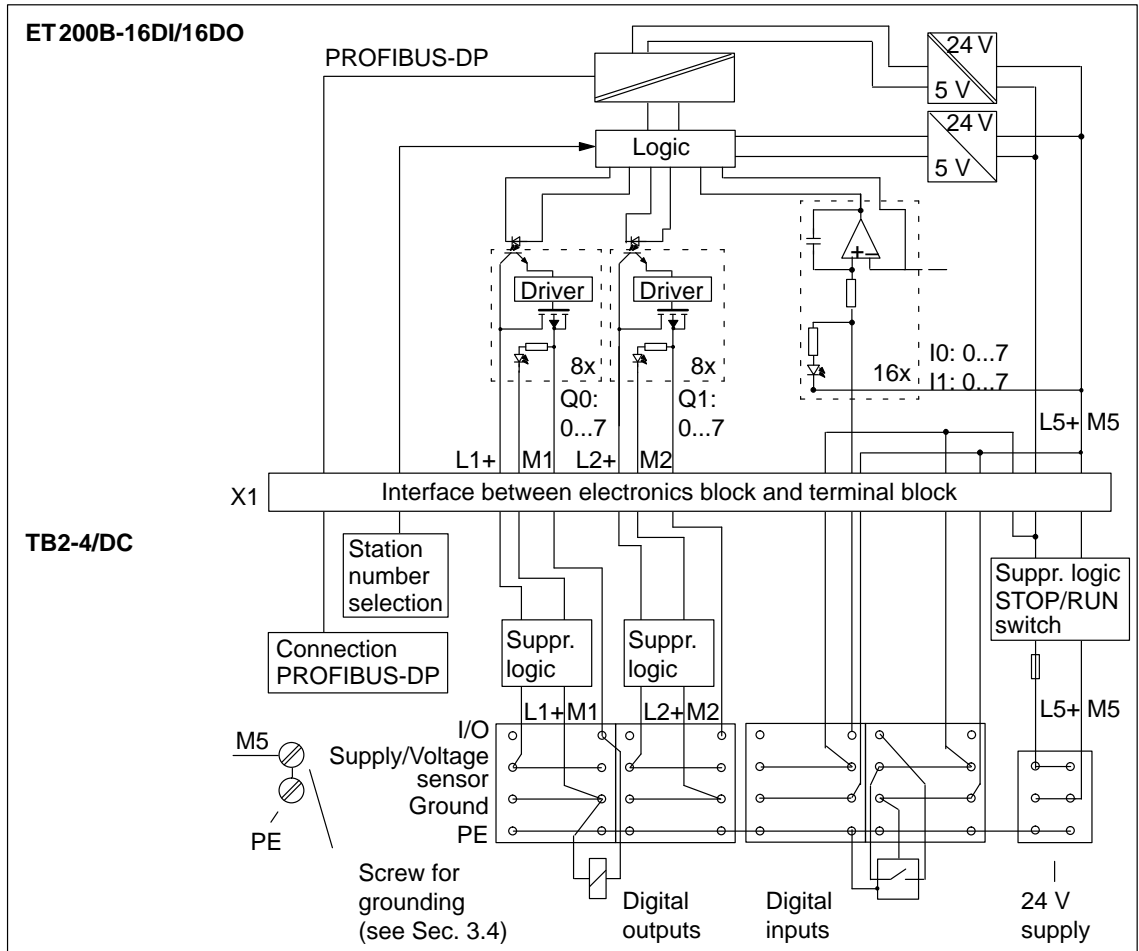 ET 200B-16DI/16DO
PROFIBUS-DP
24 V
5 V
24 V
5 V
Logic
Driver
Driver
+ –
8x
8x
16x
I0: 0...7
I1: 0...7
Q0:
0...7
Q1:
0...7
L5+ M5
L1+ M1 L2+ M2
X1
Interface between electronics block and terminal block
TB2-4/DC
Station
number
selection
Connection
PROFIBUS-DP
Suppr.
logic
Suppr.
logic
Suppr. logic
STOP/RUN
switch
L1+ M1 L2+ M2
L5+ M5
I/O
Supply/Voltage
sensor
Ground
PE
M5
PE
Screw for
grounding
(see Sec. 3.4)
Digital
outputs
Digital
inputs
24 V
supply